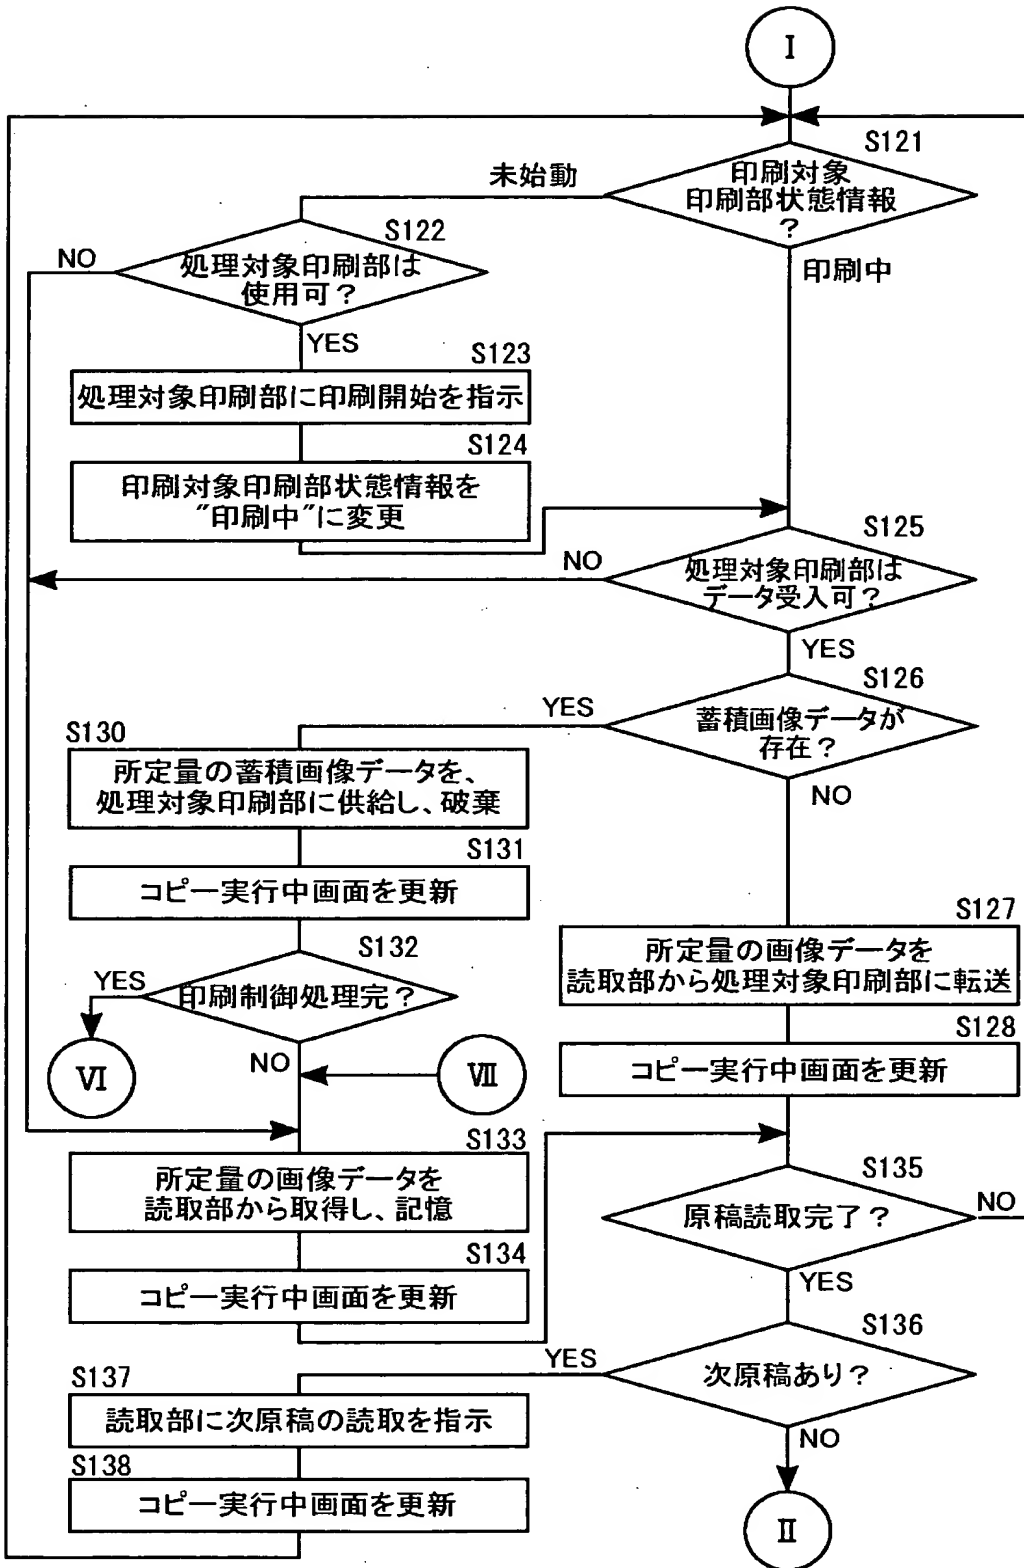 I
S121
印刷対象
印刷部状態情報
?
未始動
印刷中
S122
処理対象印刷部は
使用可?
NO
YES
S123
処理対象印刷部に印刷開始を指示
S124
印刷対象印刷部状態情報を
"印刷中"に変更
S125
処理対象印刷部は
データ受入可?
NO
YES
S126
蓄積画像データが
存在?
YES
NO
S130
所定量の蓄積画像データを、
処理対象印刷部に供給し、破棄
S131
コピー実行中画面を更新
S132
印刷制御処理完?
YES
NO
VI
VII
S127
所定量の画像データを
読取部から処理対象印刷部に転送
S128
コピー実行中画面を更新
S133
所定量の画像データを
読取部から取得し、記憶
S134
コピー実行中画面を更新
S135
原稿読取完了?
NO
YES
S136
次原稿あり?
YES
NO
S137
読取部に次原稿の読取を指示
S138
コピー実行中画面を更新
II